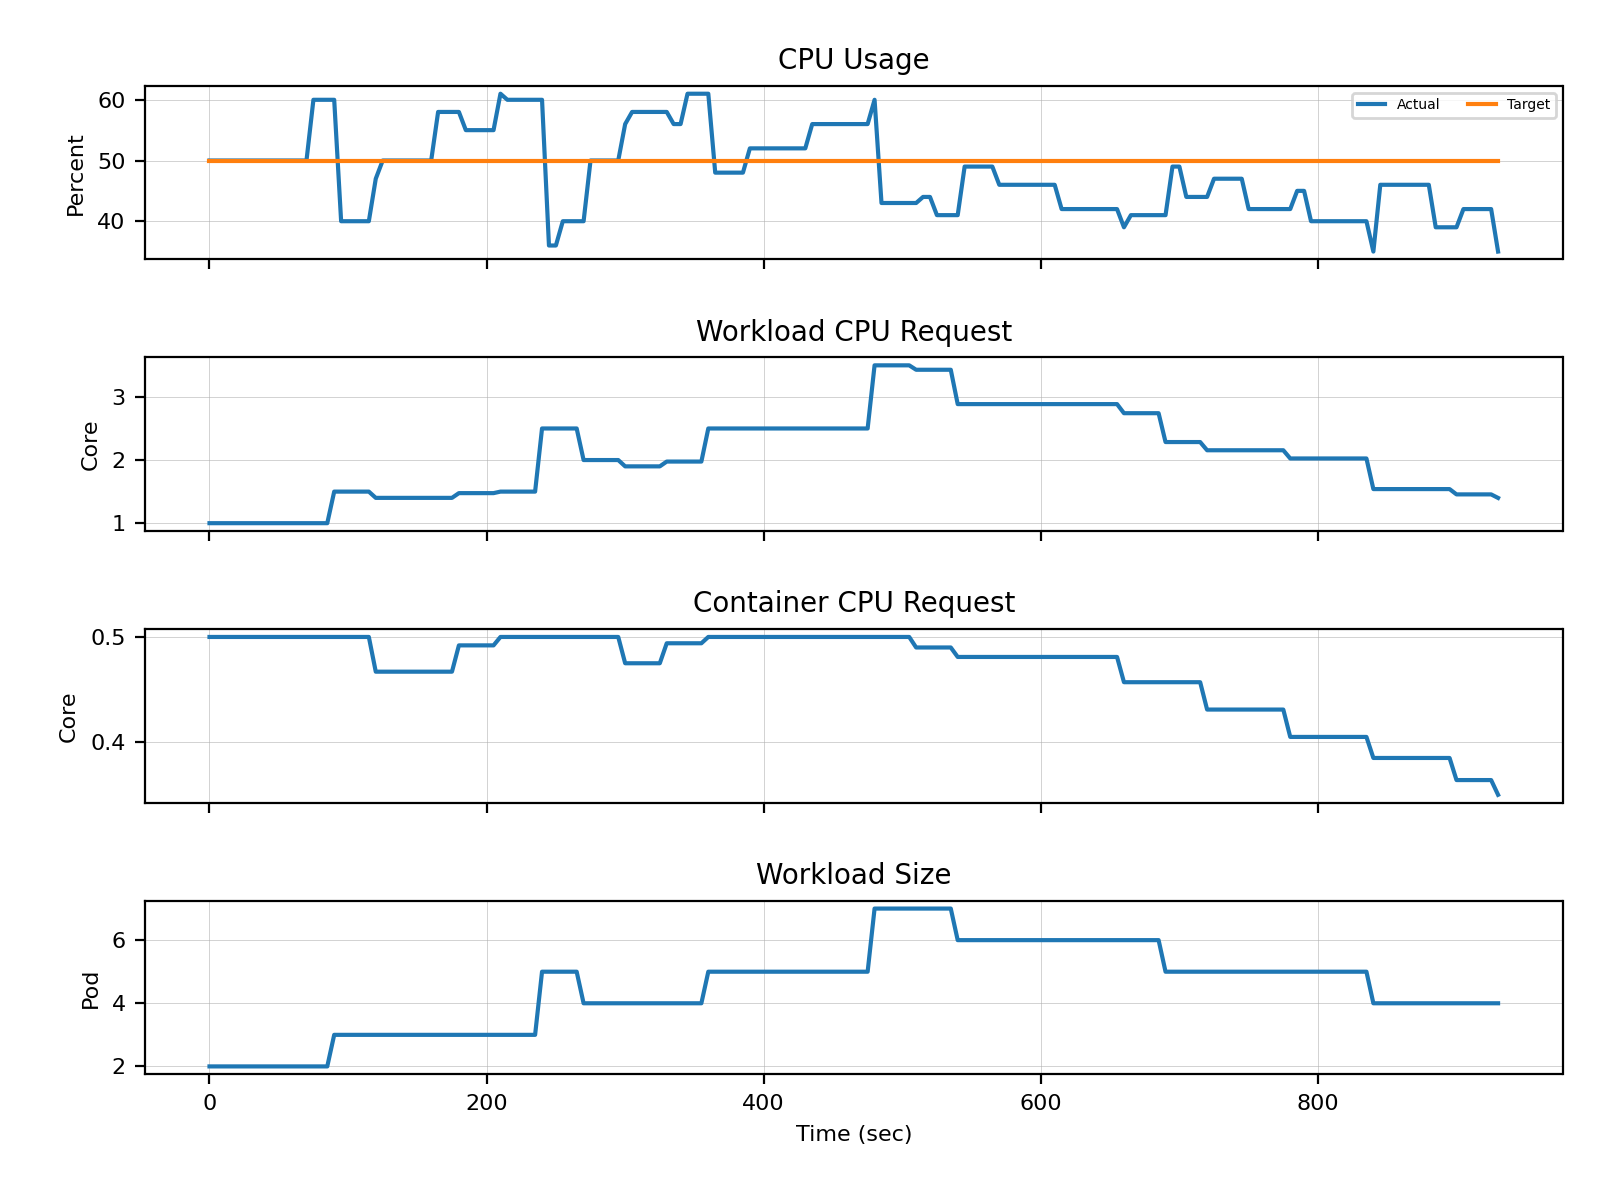 CPU Usage
Percent
60
50
40
Actual
Target
Workload CPU Request
Core
3
2
1
Container CPU Request
Core
0.5
0.4
Workload Size
Pod
6
4
2
0 200 400 600 800
Time (sec)